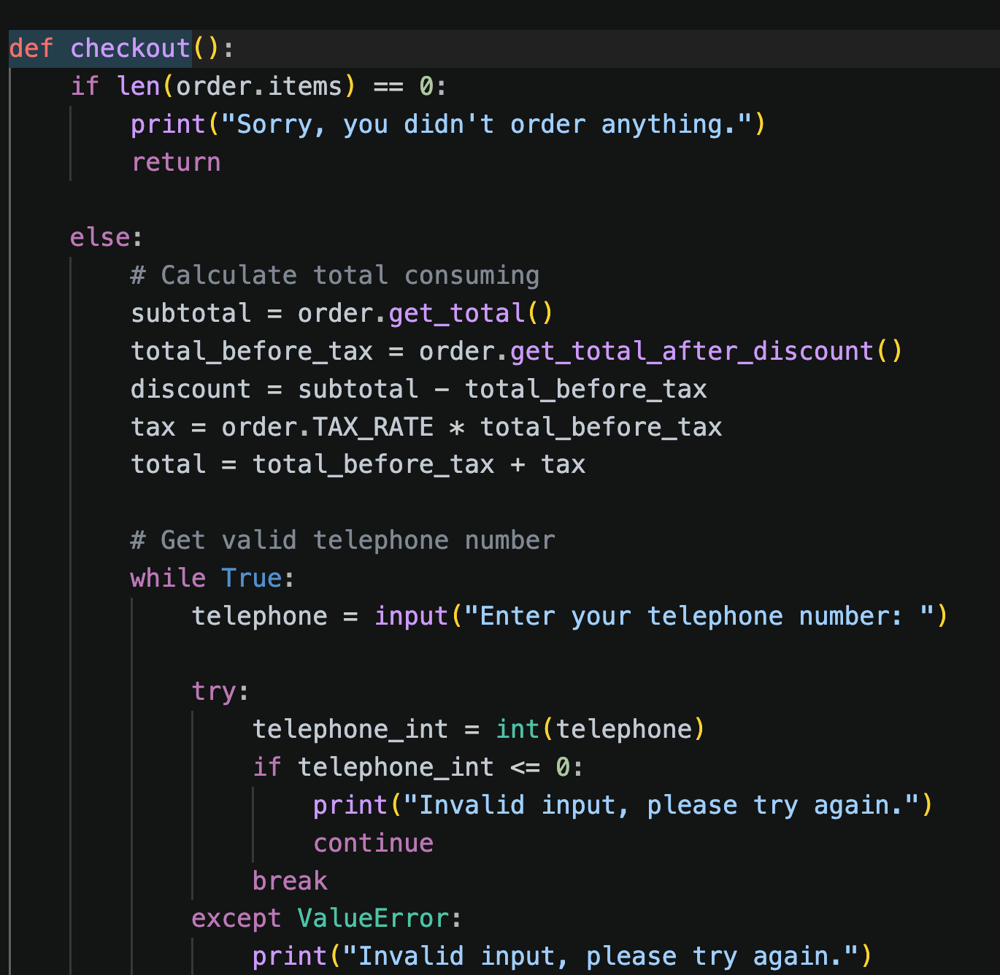 def checkout():
    if len(order.items) == 0:
        print("Sorry, you didn't order anything.")
        return

    else:
        # Calculate total consuming
        subtotal = order.get_total()
        total_before_tax = order.get_total_after_discount()
        discount = subtotal - total_before_tax
        tax = order.TAX_RATE * total_before_tax
        total = total_before_tax + tax

        # Get valid telephone number
        while True:
            telephone = input("Enter your telephone number: ")

            try:
                telephone_int = int(telephone)
                if telephone_int <= 0:
                    print("Invalid input, please try again.")
                    continue
                break
            except ValueError:
                print("Invalid input, please try again.")